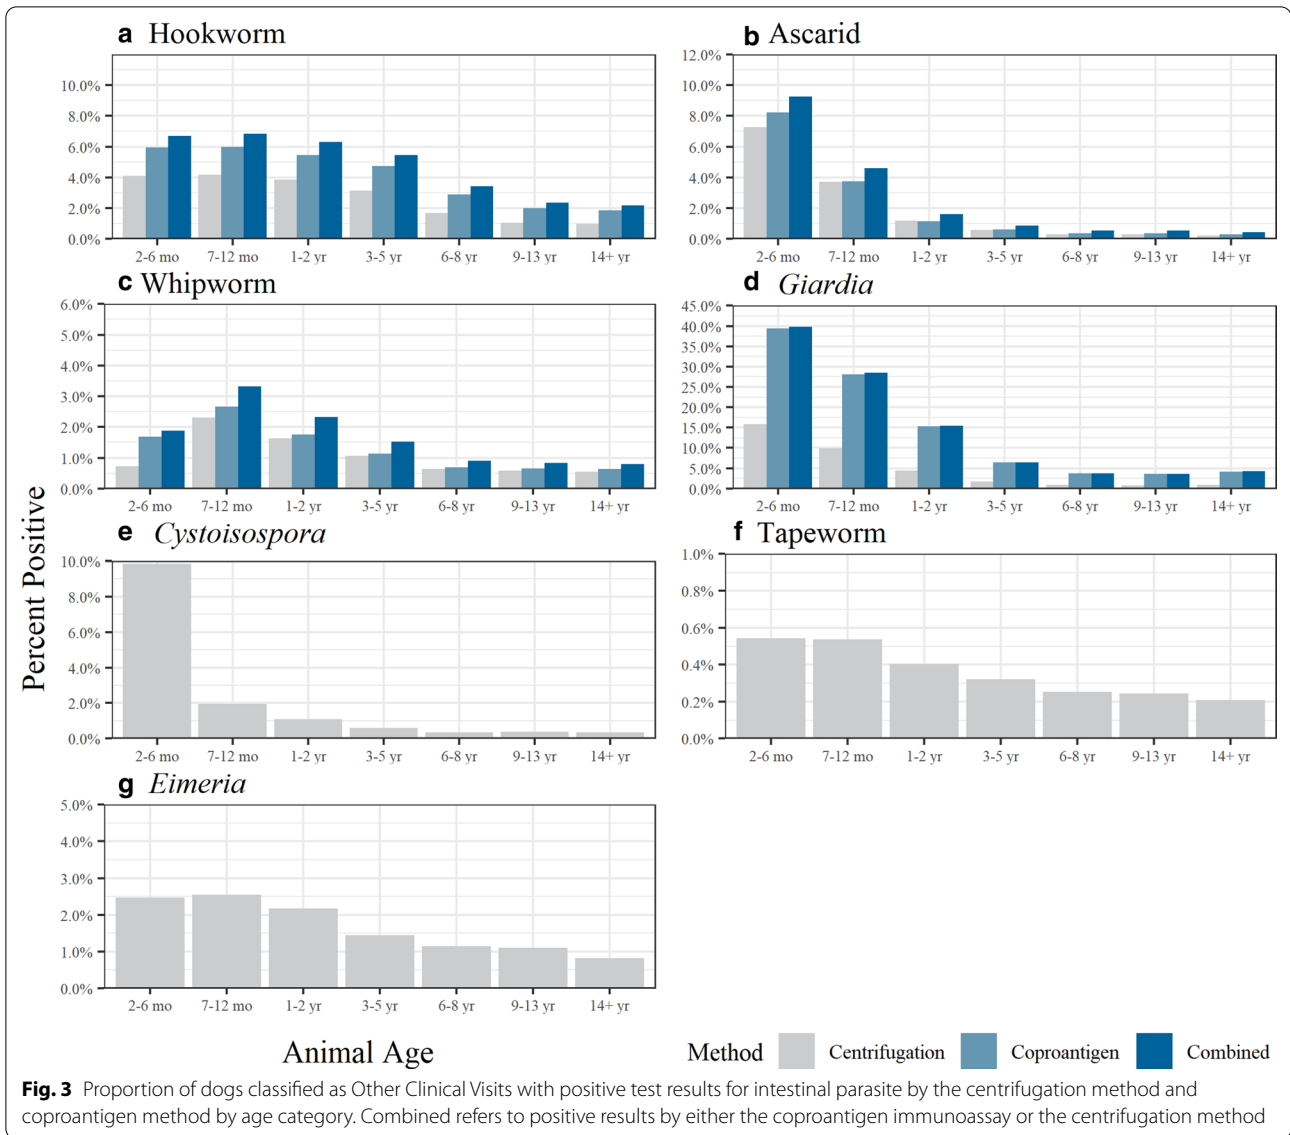 a Hookworm
10.0%
8.0%
6.0%
4.0%
2.0%
0.0%
2-6 mo 7-12 mo 1-2 yr 3-5 yr 6-8 yr 9-13 yr 14+ yr
b Ascarid
12.0%
10.0%
8.0%
6.0%
4.0%
2.0%
0.0%
2-6 mo 7-12 mo 1-2 yr 3-5 yr 6-8 yr 9-13 yr 14+ yr
c Whipworm
6.0%
5.0%
4.0%
3.0%
2.0%
1.0%
0.0%
2-6 mo 7-12 mo 1-2 yr 3-5 yr 6-8 yr 9-13 yr 14+ yr
d Giardia
45.0%
40.0%
35.0%
30.0%
25.0%
20.0%
15.0%
10.0%
5.0%
0.0%
2-6 mo 7-12 mo 1-2 yr 3-5 yr 6-8 yr 9-13 yr 14+ yr
Percent Positive
e Cystoisospora
10.0%
8.0%
6.0%
4.0%
2.0%
0.0%
2-6 mo 7-12 mo 1-2 yr 3-5 yr 6-8 yr 9-13 yr 14+ yr
f Tapeworm
1.0%
0.8%
0.6%
0.4%
0.2%
0.0%
2-6 mo 7-12 mo 1-2 yr 3-5 yr 6-8 yr 9-13 yr 14+ yr
g Eimeria
5.0%
4.0%
3.0%
2.0%
1.0%
0.0%
2-6 mo 7-12 mo 1-2 yr 3-5 yr 6-8 yr 9-13 yr 14+ yr
Animal Age
Method Centrifugation Coproantigen Combined
Fig. 3 Proportion of dogs classified as Other Clinical Visits with positive test results for intestinal parasite by the centrifugation method and
coproantigen method by age category. Combined refers to positive results by either the coproantigen immunoassay or the centrifugation method